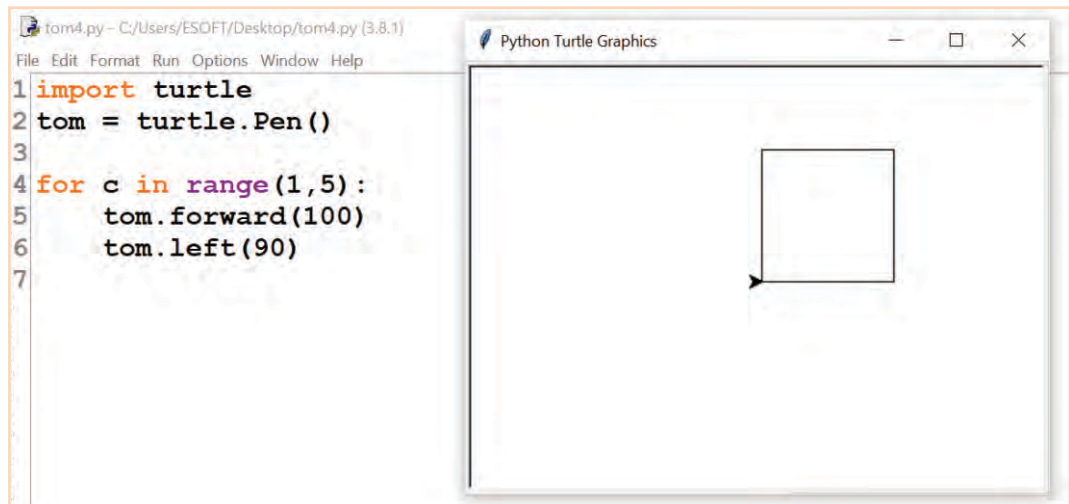 tom4.py - C:/Users/ESOFT/Desktop/tom4.py (3.8.1)
File Edit Format Run Options Window Help
1 import turtle
2 tom = turtle.Pen()
3
4 for c in range(1,5):
5     tom.forward(100)
6     tom.left(90)
7
Python Turtle Graphics